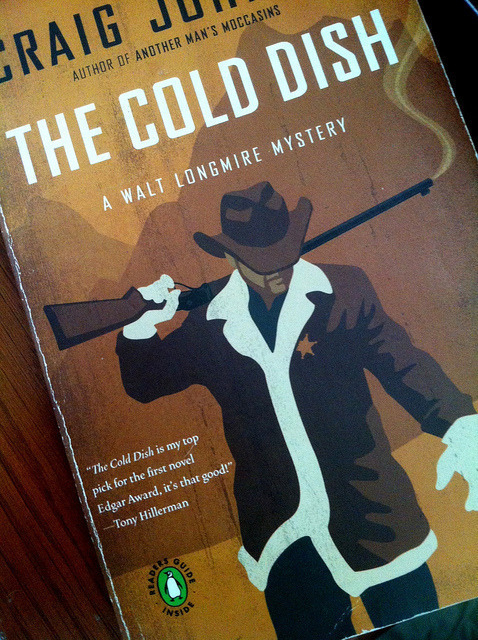 CRAIG
AUTHOR OF ANOTHER MAN'S MOCCASINS
THE COLD DISH
A WALT LONGMIRE MYSTERY
“The Cold Dish is my top
pick for the first novel
Edgar Award, it's that good!”
—Tony Hillerman
READERS GUIDE
INSIDE